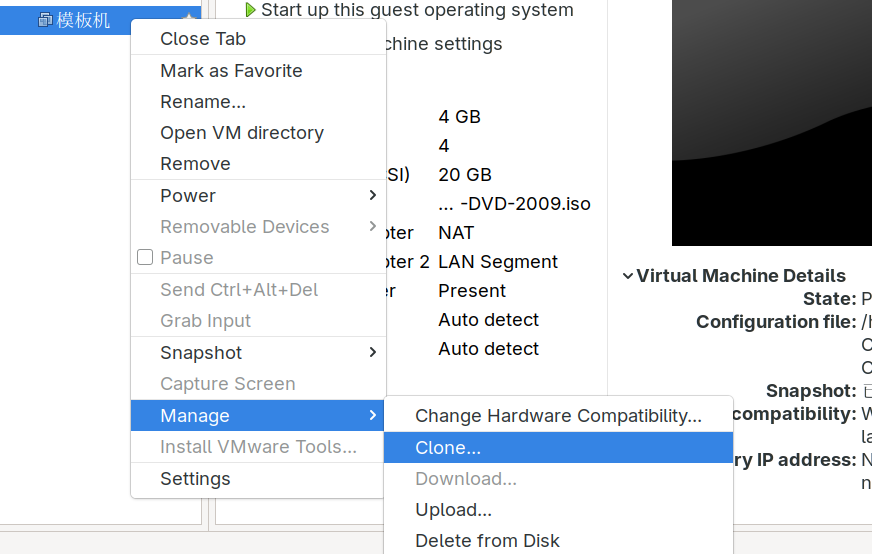 模板机
Start up this guest operating system
Close Tab
chine settings
Mark as Favorite
Rename...
4 GB
Open VM directory
4
Remove
SI) 20 GB
Power
... -DVD-2009.iso
Removable Devices
pter NAT
Pause
pter 2 LAN Segment
Virtual Machine Details
Send Ctrl+Alt+Del
er Present
State: P
Grab Input
Auto detect
Configuration file: /h
Snapshot
Auto detect
Capture Screen
Snapshot:
Manage
Change Hardware Compatibility...
compatibility: W
Install VMware Tools...
Clone...
la
ry IP address: N
Settings
Download...
n
Upload...
Delete from Disk